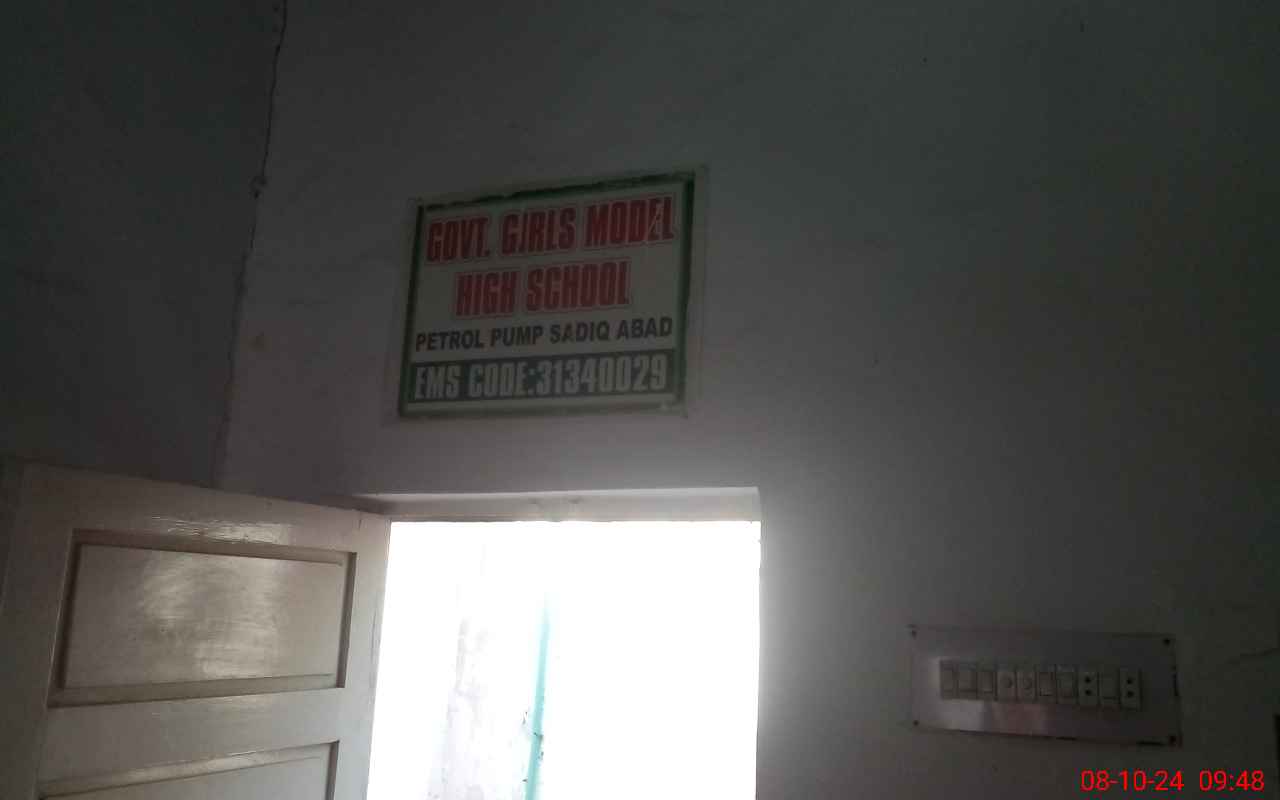 GOVT. GIRLS MODEL
HIGH SCHOOL
PETROL PUMP SADIQ ABAD
EMS CODE:31340029
08-10-24 09:48